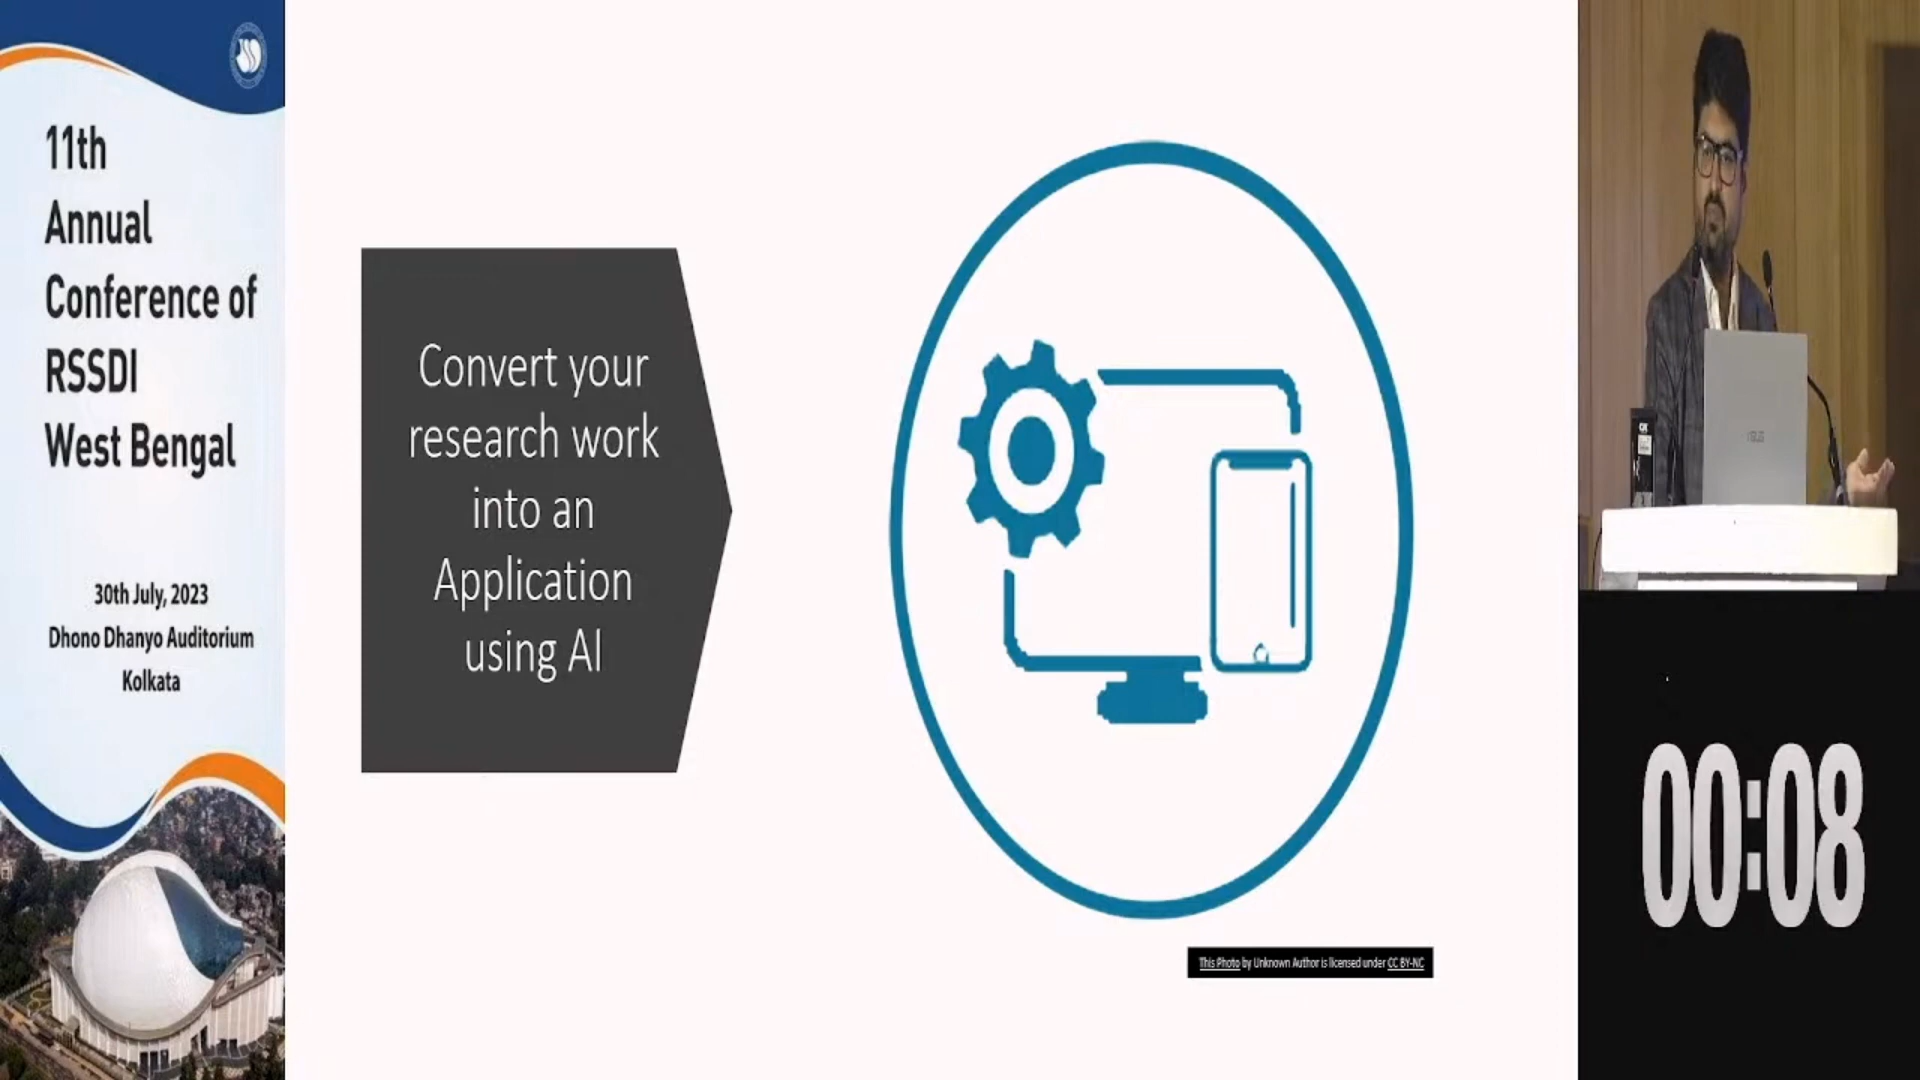 11th
Annual
Conference of
RSSDI
West Bengal
30th July, 2023
Dhono Dhanyo Auditorium
Kolkata
Convert your
research work
into an
Application
using AI
This Photo by Unknown Author is licensed under CC BY-NC
ASUS
00:08